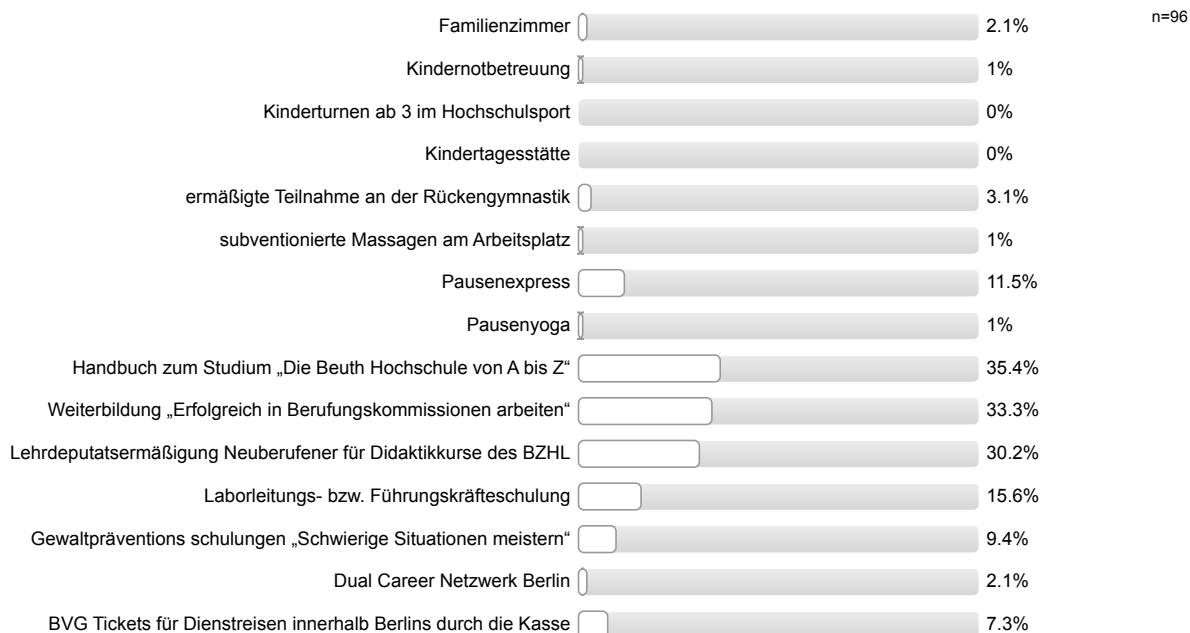 n=96
Familienzimmer 2.1%
Kindernotbetreuung 1%
Kinderturnen ab 3 im Hochschulsport 0%
Kindertagesstätte 0%
ermäßigte Teilnahme an der Rückengymnastik 3.1%
subventionierte Massagen am Arbeitsplatz 1%
Pausenexpress 11.5%
Pausenyoga 1%
Handbuch zum Studium „Die Beuth Hochschule von A bis Z“ 35.4%
Weiterbildung „Erfolgreich in Berufungskommissionen arbeiten“ 33.3%
Lehrdeputatsermäßigung Neuberufener für Didaktikkurse des BZHL 30.2%
Laborleitungs- bzw. Führungskräfteschulung 15.6%
Gewaltpräventions schulungen „Schwierige Situationen meistern“ 9.4%
Dual Career Netzwerk Berlin 2.1%
BVG Tickets für Dienstreisen innerhalb Berlins durch die Kasse 7.3%